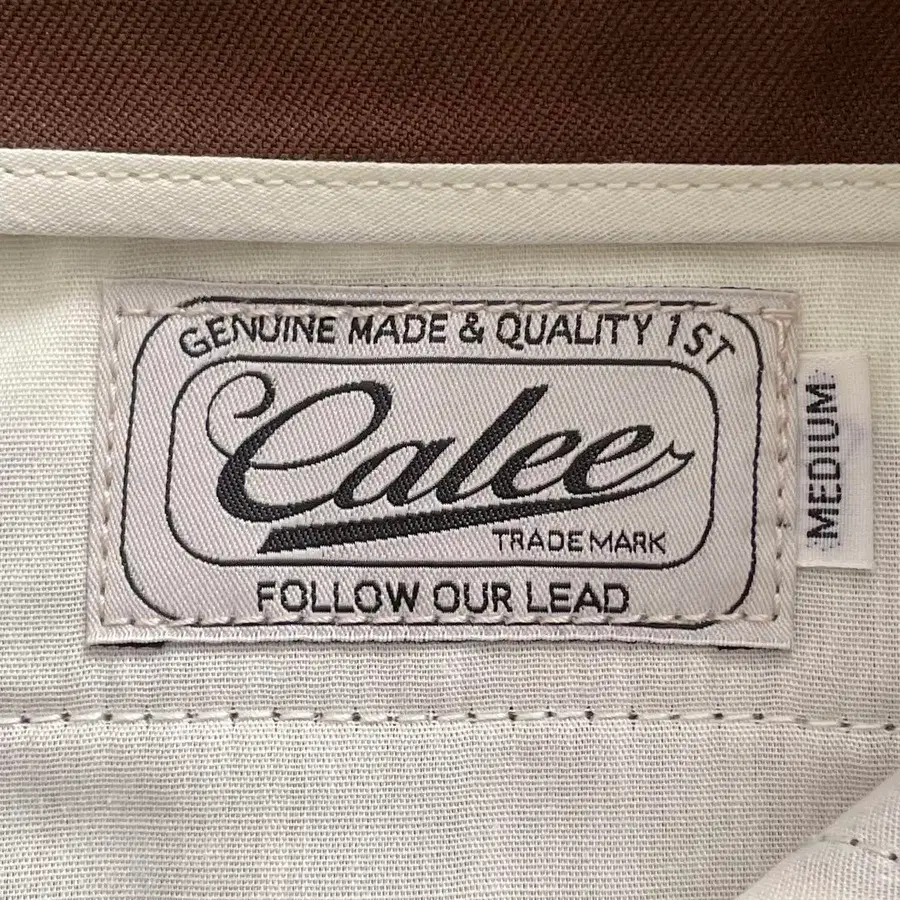 GENUINE MADE & QUALITY 1ST
Calee
TRADE MARK
FOLLOW OUR LEAD
MEDIUM